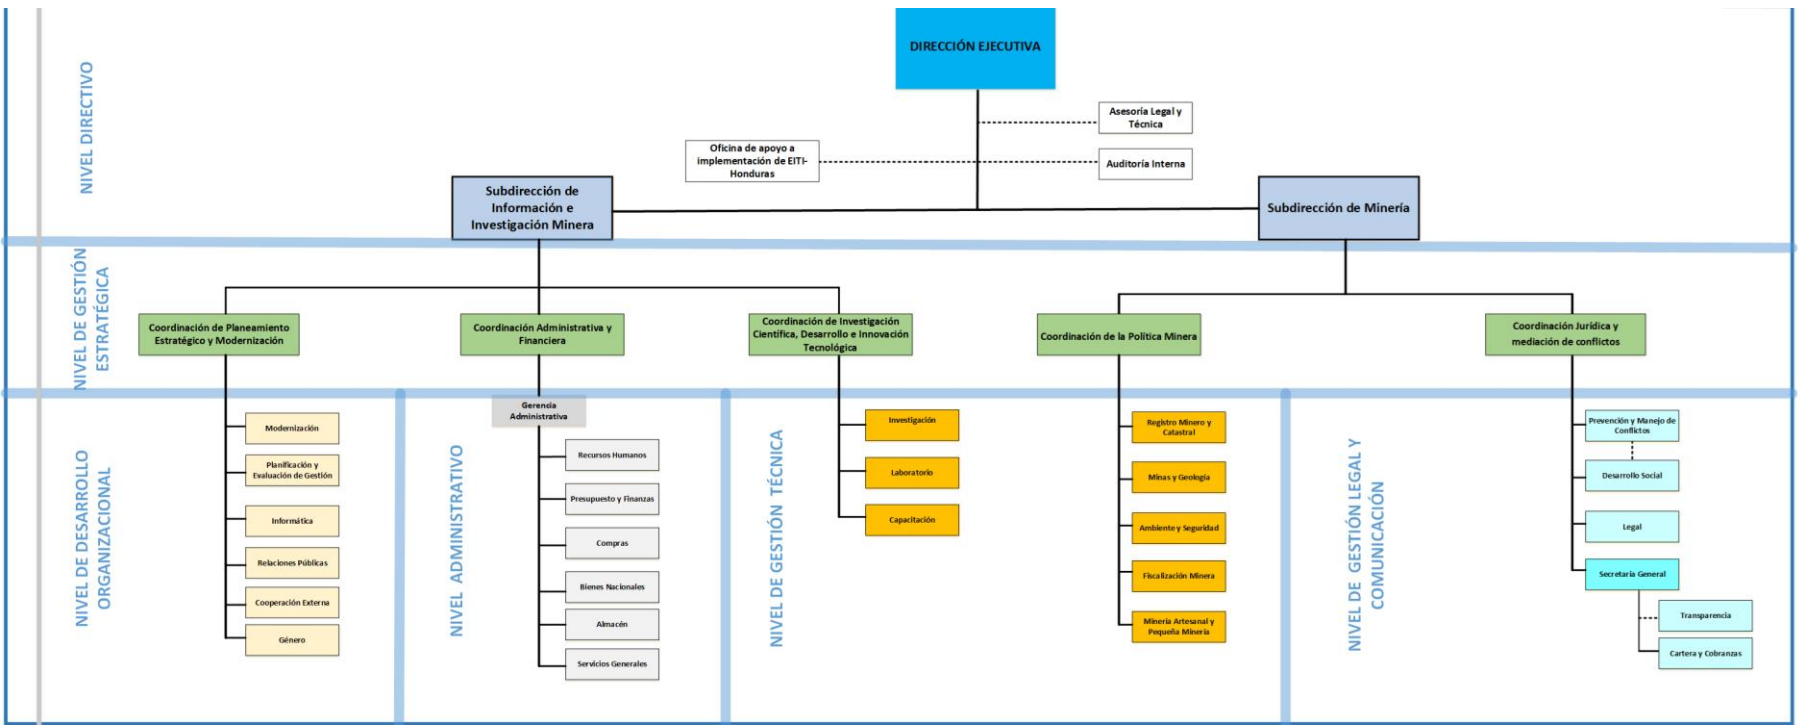 DIRECCIÓN EJECUTIVA
NIVEL DIRECTIVO
Asesoría Legal y
Técnica
Oficina de apoyo a
implementación de EITI-
Honduras
Auditoría Interna
Subdirección de
Información e
Investigación Minera
Subdirección de Minería
NIVEL DE GESTIÓN
ESTRATÉGICA
Coordinación de Planeamiento
Estratégico y Modernización
Coordinación Administrativa y
Financiera
Coordinación de Investigación
Científica, Desarrollo e Innovación
Tecnológica
Coordinación de la Política Minera
Coordinación Jurídica y
mediación de conflictos
NIVEL DE DESARROLLO
ORGANIZACIONAL
Modernización
Planificación y
Evaluación de Gestión
Informática
Relaciones Públicas
Cooperación Externa
Género
NIVEL ADMINISTRATIVO
Gerencia
Administrativa
Recursos Humanos
Presupuesto y Finanzas
Compras
Bienes Nacionales
Almacén
Servicios Generales
NIVEL DE GESTIÓN TÉCNICA
Investigación
Laboratorio
Capacitación
Registro Minero y
Catastral
Minas y Geología
Ambiente y Seguridad
Fiscalización Minera
Minería Artesanal y
Pequeña Minería
NIVEL DE GESTIÓN LEGAL Y
COMUNICACIÓN
Prevención y Manejo de
Conflictos
Desarrollo Social
Legal
Secretaría General
Transparencia
Cartera y Cobranzas